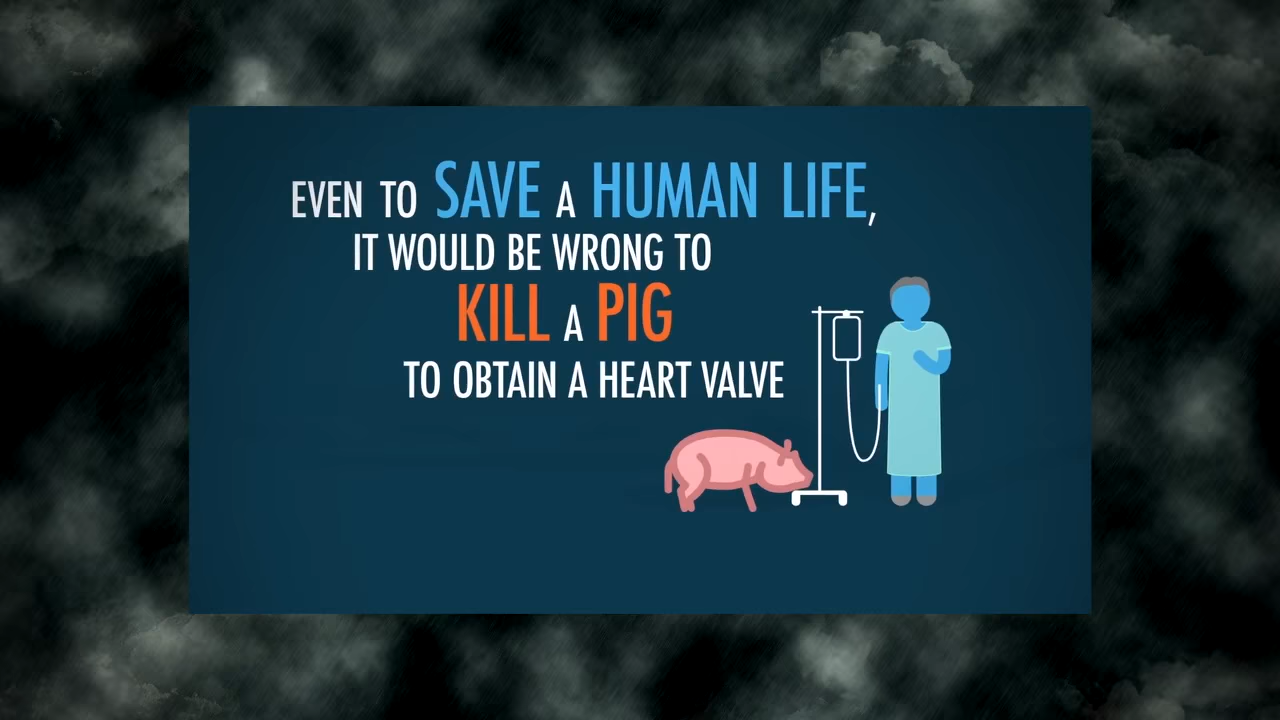 EVEN TO SAVE A HUMAN LIFE,
IT WOULD BE WRONG TO
KILL A PIG
TO OBTAIN A HEART VALVE